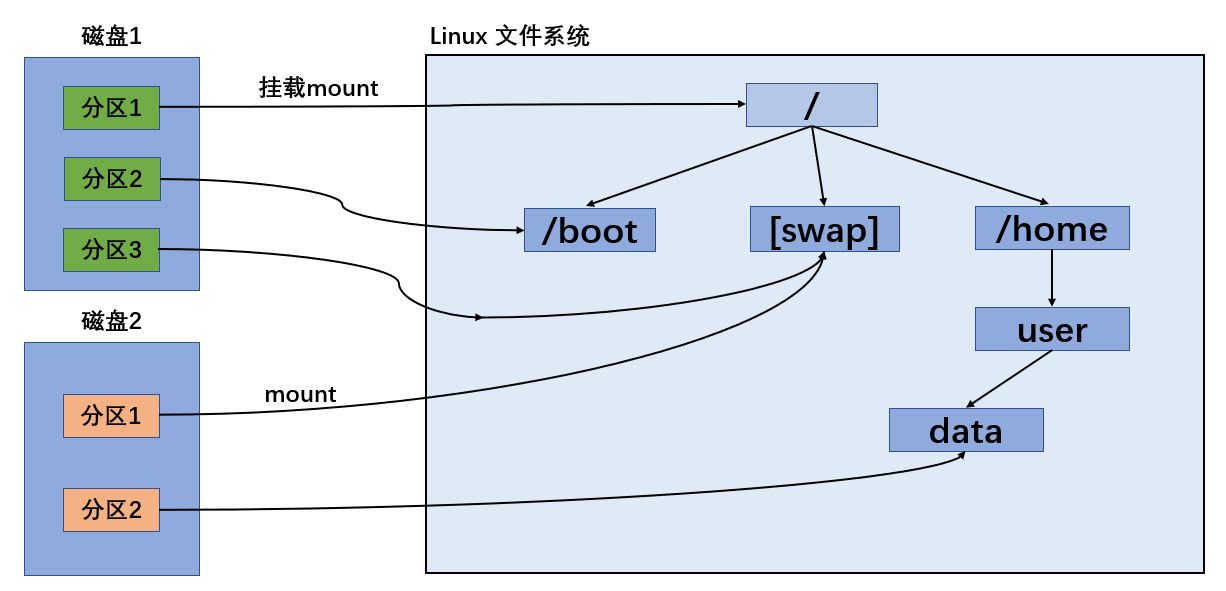 磁盘1
分区1
分区2
分区3
磁盘2
分区1
分区2
挂载mount
mount
Linux 文件系统
/
/boot
[swap]
/home
user
data